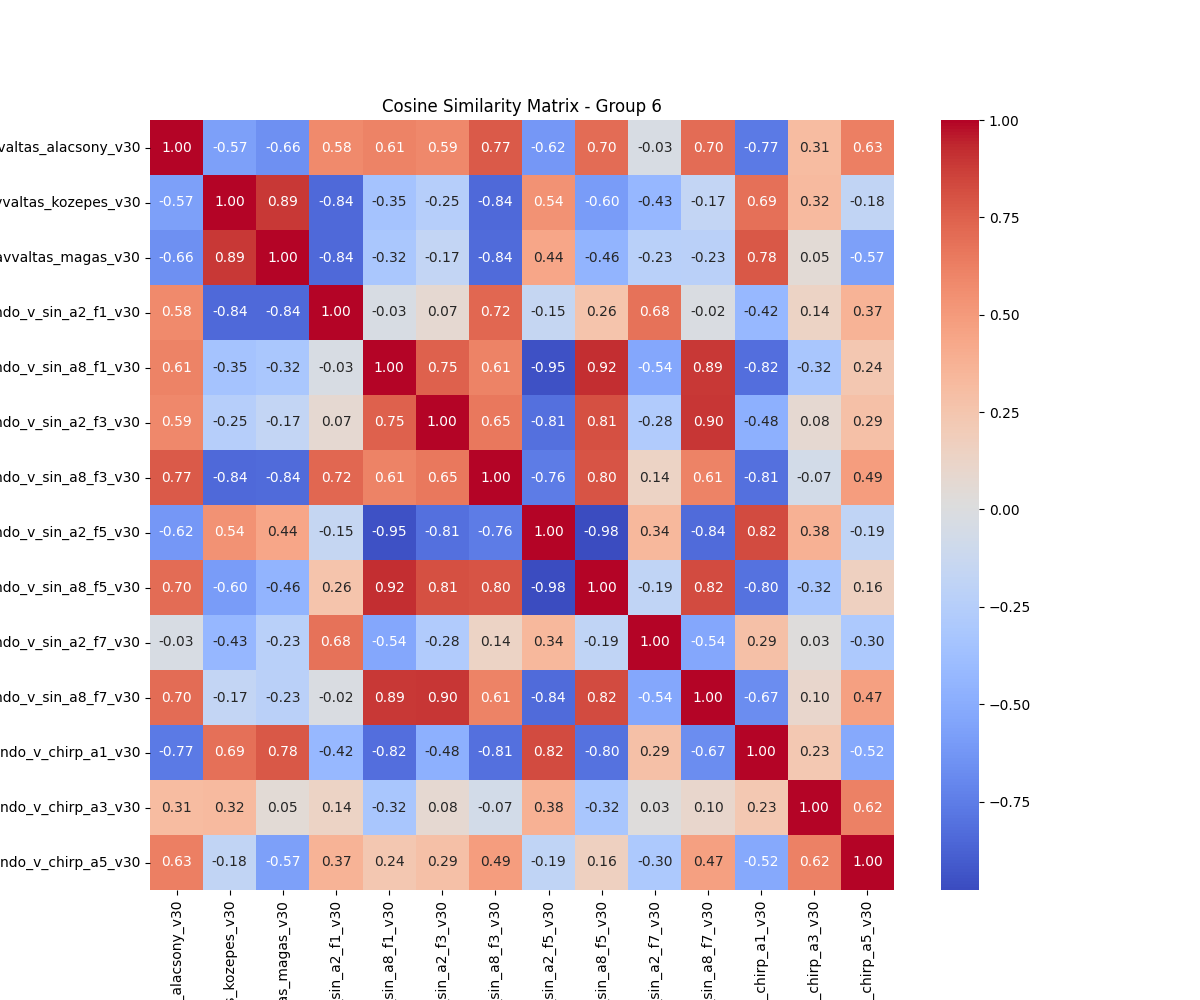 Cosine Similarity Matrix - Group 6
valtas_alacsony_v30 1.00 -0.57 -0.66 0.58 0.61 0.59 0.77 -0.62 0.70 -0.03 0.70 -0.77 0.31 0.63
vvaltas_kozepes_v30 -0.57 1.00 0.89 -0.84 -0.35 -0.25 -0.84 0.54 -0.60 -0.43 -0.17 0.69 0.32 -0.18
avvaltas_magas_v30 -0.66 0.89 1.00 -0.84 -0.32 -0.17 -0.84 0.44 -0.46 -0.23 -0.23 0.78 0.05 -0.57
ndo_v_sin_a2_f1_v30 0.58 -0.84 -0.84 1.00 -0.03 0.07 0.72 -0.15 0.26 0.68 -0.02 -0.42 0.14 0.37
ndo_v_sin_a8_f1_v30 0.61 -0.35 -0.32 -0.03 1.00 0.75 0.61 -0.95 0.92 -0.54 0.89 -0.82 -0.32 0.24
ndo_v_sin_a2_f3_v30 0.59 -0.25 -0.17 0.07 0.75 1.00 0.65 -0.81 0.81 -0.28 0.90 -0.48 0.08 0.29
ndo_v_sin_a8_f3_v30 0.77 -0.84 -0.84 0.72 0.61 0.65 1.00 -0.76 0.80 0.14 0.61 -0.81 -0.07 0.49
ndo_v_sin_a2_f5_v30 -0.62 0.54 0.44 -0.15 -0.95 -0.81 -0.76 1.00 -0.98 0.34 -0.84 0.82 0.38 -0.19
ndo_v_sin_a8_f5_v30 0.70 -0.60 -0.46 0.26 0.92 0.81 0.80 -0.98 1.00 -0.19 0.82 -0.80 -0.32 0.16
ndo_v_sin_a2_f7_v30 -0.03 -0.43 -0.23 0.68 -0.54 -0.28 0.14 0.34 -0.19 1.00 -0.54 0.29 0.03 -0.30
ndo_v_sin_a8_f7_v30 0.70 -0.17 -0.23 -0.02 0.89 0.90 0.61 -0.84 0.82 -0.54 1.00 -0.67 0.10 0.47
ndo_v_chirp_a1_v30 -0.77 0.69 0.78 -0.42 -0.82 -0.48 -0.81 0.82 -0.80 0.29 -0.67 1.00 0.23 -0.52
ndo_v_chirp_a3_v30 0.31 0.32 0.05 0.14 -0.32 0.08 -0.07 0.38 -0.32 0.03 0.10 0.23 1.00 0.62
ndo_v_chirp_a5_v30 0.63 -0.18 -0.57 0.37 0.24 0.29 0.49 -0.19 0.16 -0.30 0.47 -0.52 0.62 1.00
_alacsony_v30
s_kozepes_v30
as_magas_v30
sin_a2_f1_v30
sin_a8_f1_v30
sin_a2_f3_v30
sin_a8_f3_v30
sin_a2_f5_v30
sin_a8_f5_v30
sin_a2_f7_v30
sin_a8_f7_v30
_chirp_a1_v30
_chirp_a3_v30
_chirp_a5_v30
1.00
0.75
0.50
0.25
0.00
−0.25
−0.50
−0.75